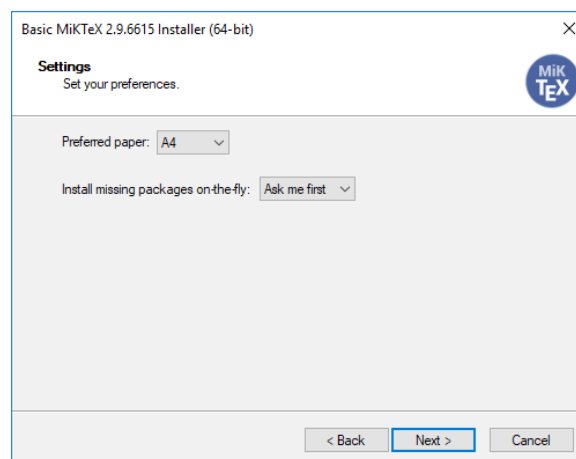 Basic MiKTeX 2.9.6615 Installer (64-bit)
Settings
Set your preferences.
MiK
TEX
Preferred paper: A4
Install missing packages on-the-fly: Ask me first
< Back Next > Cancel